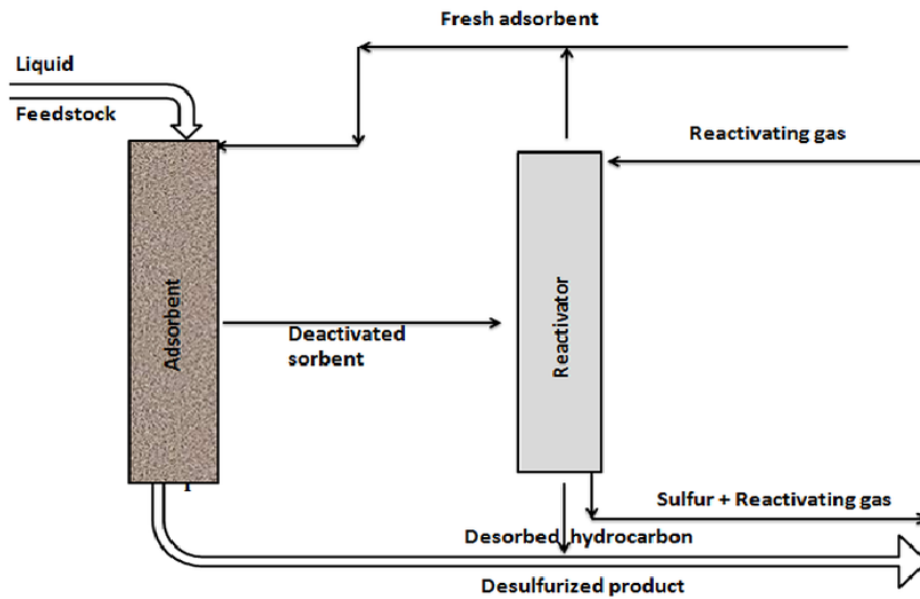 Fresh adsorbent
Liquid
Feedstock
Reactivating gas
Adsorbent
Reactivator
Deactivated
sorbent
Sulfur + Reactivating gas
Desorbed hydrocarbon
Desulfurized product